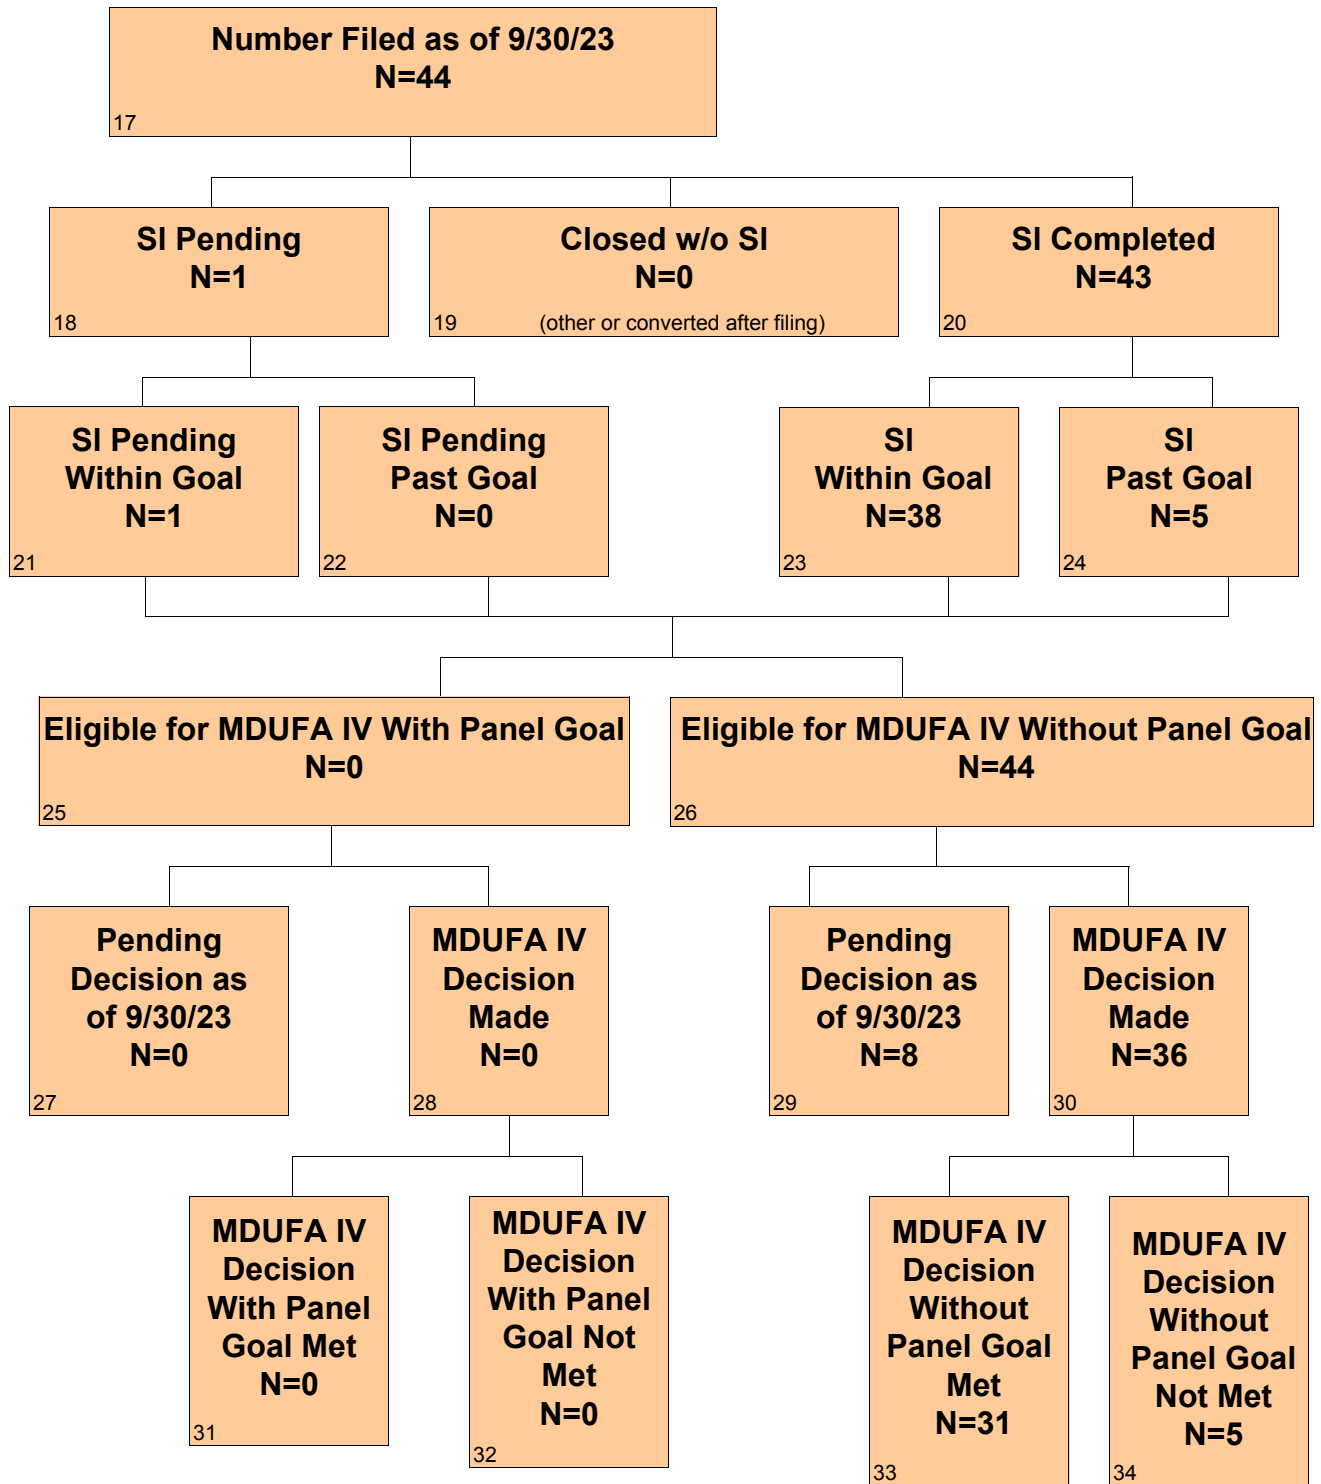 Number Filed as of 9/30/23
N=44
17
SI Pending
N=1
18
Closed w/o SI
N=0
19 (other or converted after filing)
SI Completed
N=43
20
SI Pending
Within Goal
N=1
21
SI Pending
Past Goal
N=0
22
SI
Within Goal
N=38
23
SI
Past Goal
N=5
24
Eligible for MDUFA IV With Panel Goal
N=0
25
Eligible for MDUFA IV Without Panel Goal
N=44
26
Pending
Decision as
of 9/30/23
N=0
27
MDUFA IV
Decision
Made
N=0
28
Pending
Decision as
of 9/30/23
N=8
29
MDUFA IV
Decision
Made
N=36
30
MDUFA IV
Decision
With Panel
Goal Met
N=0
31
MDUFA IV
Decision
With Panel
Goal Not
Met
N=0
32
MDUFA IV
Decision
Without
Panel Goal
Met
N=31
33
MDUFA IV
Decision
Without
Panel Goal
Not Met
N=5
34